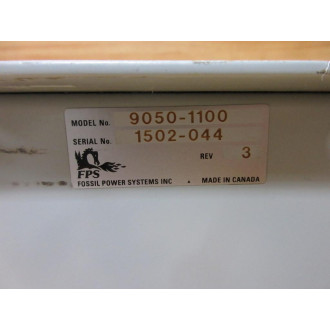 MODEL No. 9050-1100
SERIAL No. 1502-044
REV 3
FPS
FOSSIL POWER SYSTEMS INC • MADE IN CANADA